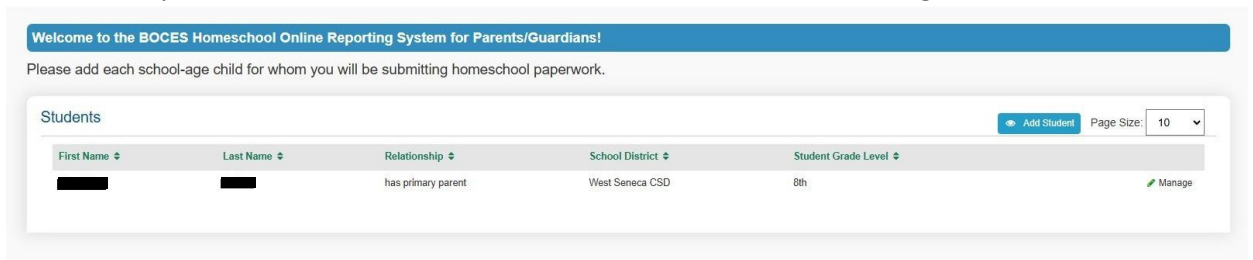 Welcome to the BOCES Homeschool Online Reporting System for Parents/Guardians!
Please add each school-age child for whom you will be submitting homeschool paperwork.
Students
Add Student Page Size: 10
First Name Last Name Relationship School District Student Grade Level
has primary parent West Seneca CSD 8th Manage